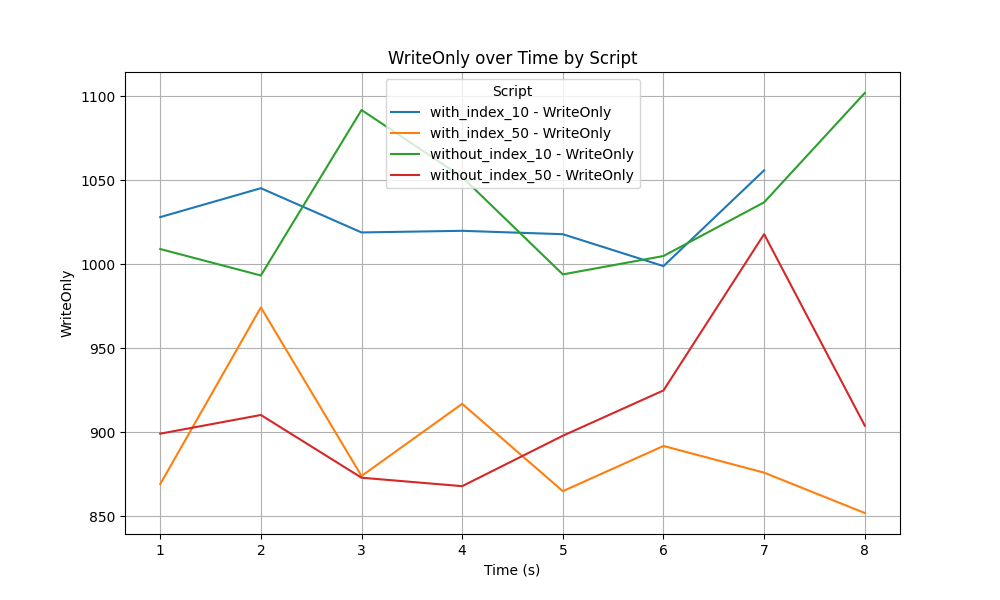 WriteOnly over Time by Script
Script
with_index_10 - WriteOnly
with_index_50 - WriteOnly
without_index_10 - WriteOnly
without_index_50 - WriteOnly
WriteOnly
1100
1050
1000
950
900
850
1 2 3 4 5 6 7 8
Time (s)